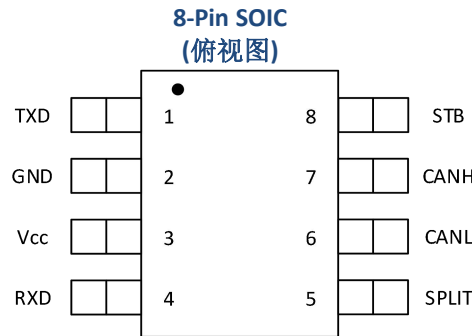 8-Pin SOIC
(俯视图)
TXD 1 8 STB
GND 2 7 CANH
Vcc 3 6 CANL
RXD 4 5 SPLIT